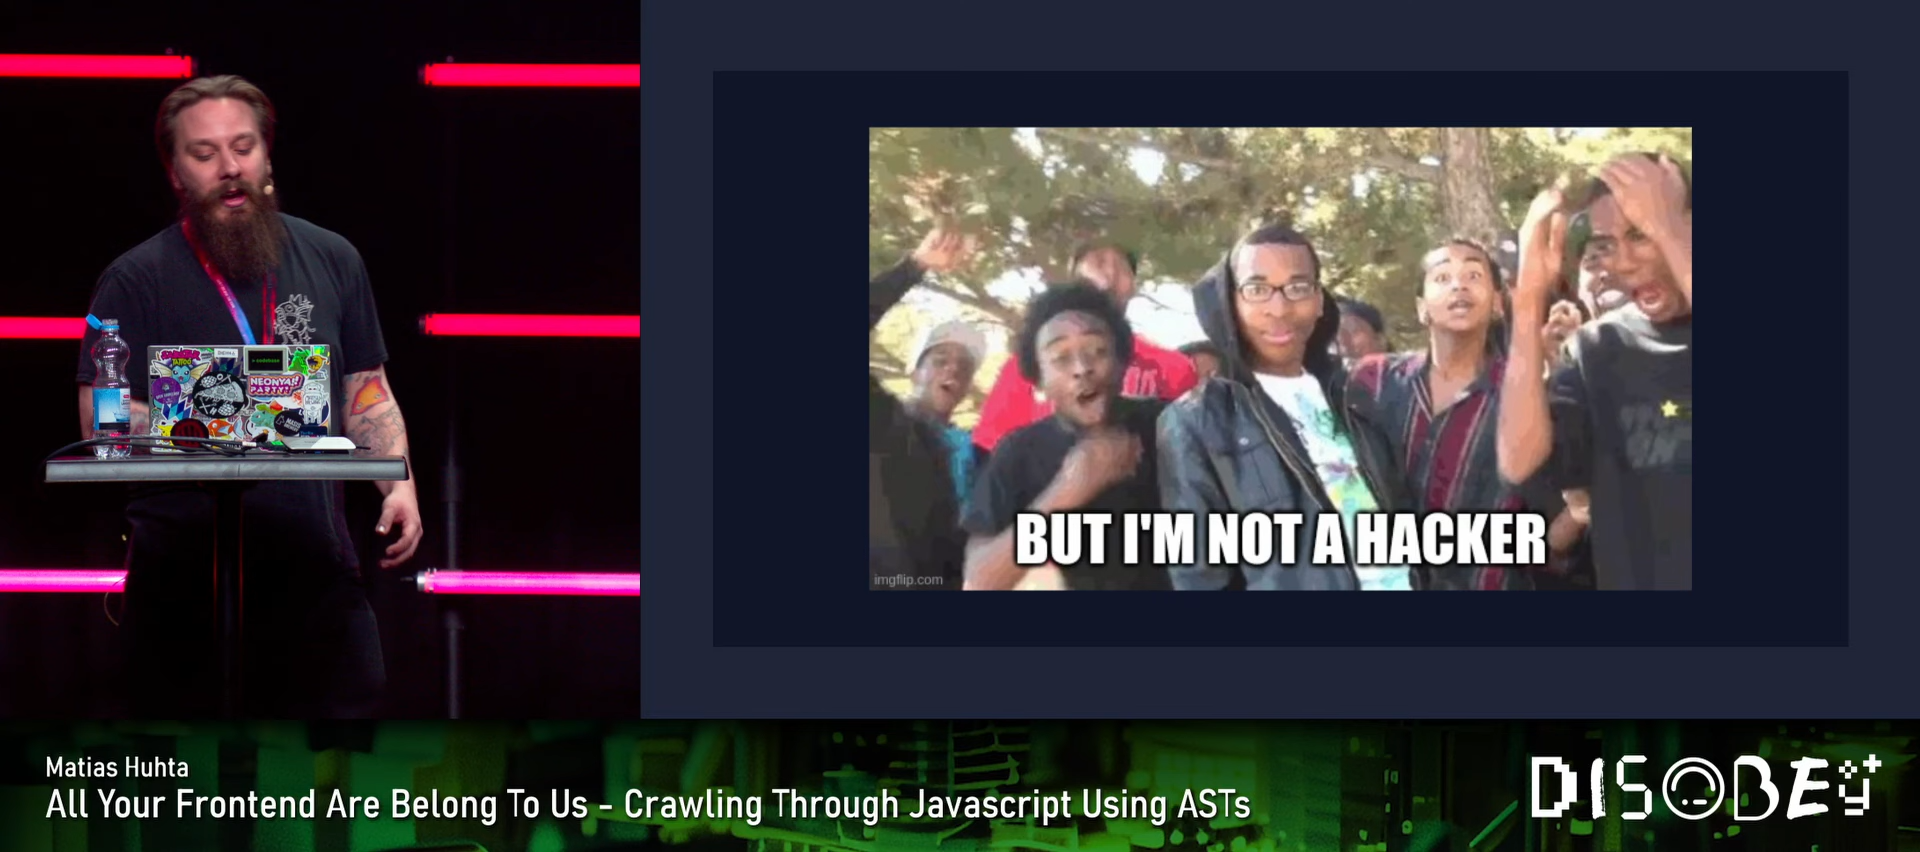 BUT I'M NOT A HACKER
imgflip.com
NEONYA!!
PARTY!
Matias Huhta
All Your Frontend Are Belong To Us - Crawling Through Javascript Using ASTs
DISOBEY